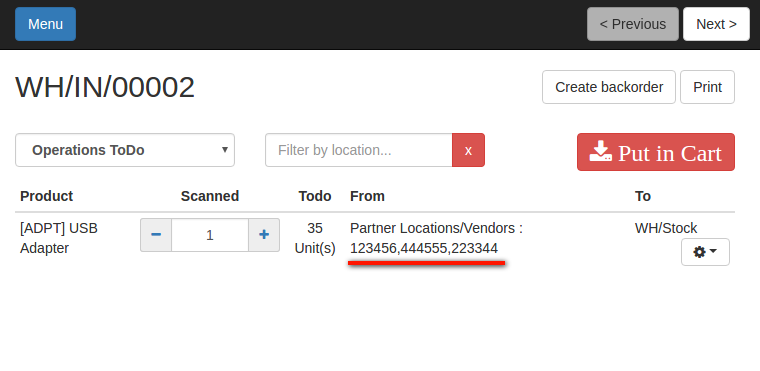 Menu
< Previous
Next >
WH/IN/00002
Create backorder
Print
Operations ToDo
Filter by location...
x
Put in Cart
Product Scanned Todo From To
[ADPT] USB − 1 + 35 Partner Locations/Vendors : WH/Stock
Adapter Unit(s) 123456,444555,223344